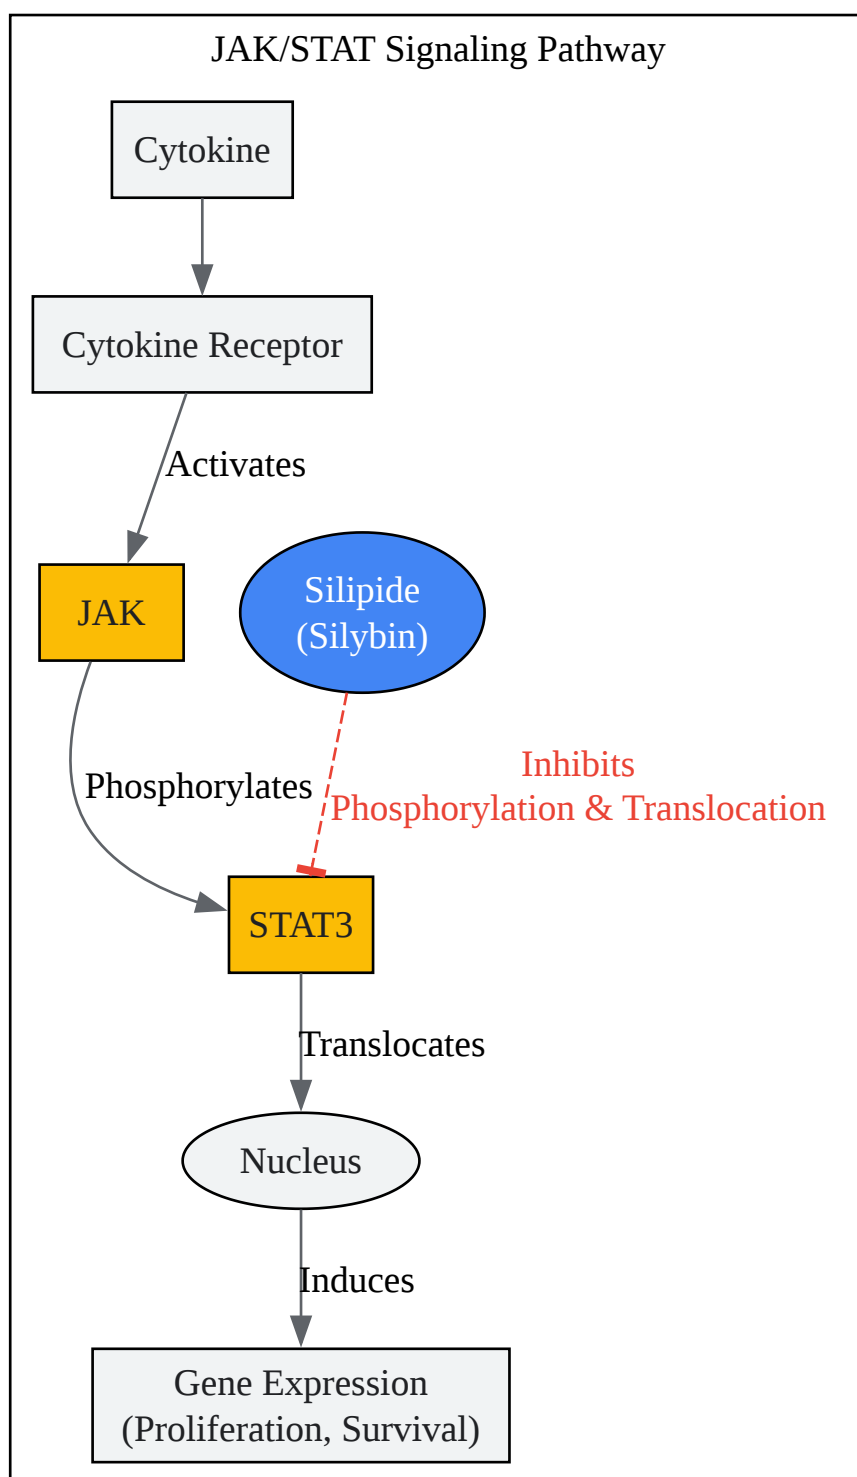 JAK/STAT Signaling Pathway
Cytokine
Cytokine Receptor
Activates
JAK
Silipide
(Silybin)
Phosphorylates
Inhibits
Phosphorylation & Translocation
STAT3
Translocates
Nucleus
Induces
Gene Expression
(Proliferation, Survival)